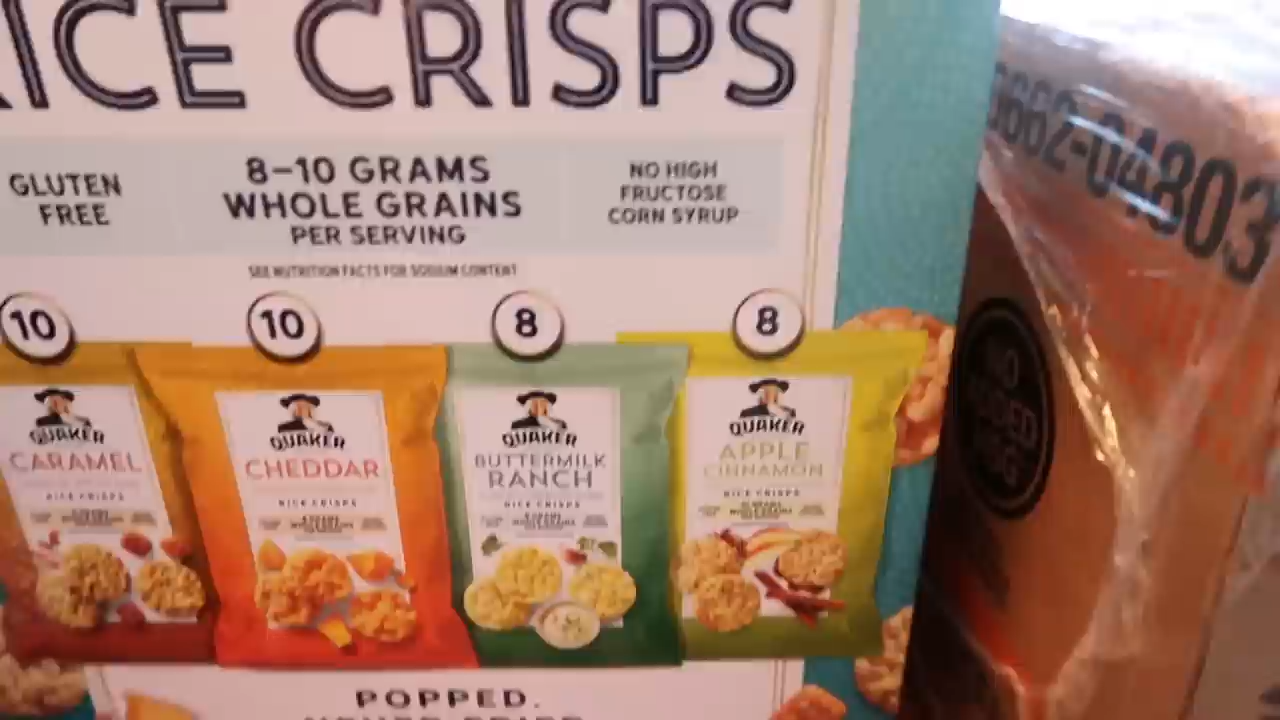 ICE CRISPS
GLUTEN
FREE
8–10 GRAMS
WHOLE GRAINS
PER SERVING
NO HIGH
FRUCTOSE
CORN SYRUP
SEE NUTRITION FACTS FOR SODIUM CONTENT
10
10
8
8
QUAKER
CARAMEL
RICE CRISPS
QUAKER
CHEDDAR
RICE CRISPS
QUAKER
BUTTERMILK
RANCH
RICE CRISPS
QUAKER
APPLE
CINNAMON
RICE CRISPS
POPPED.
662-04803
NO